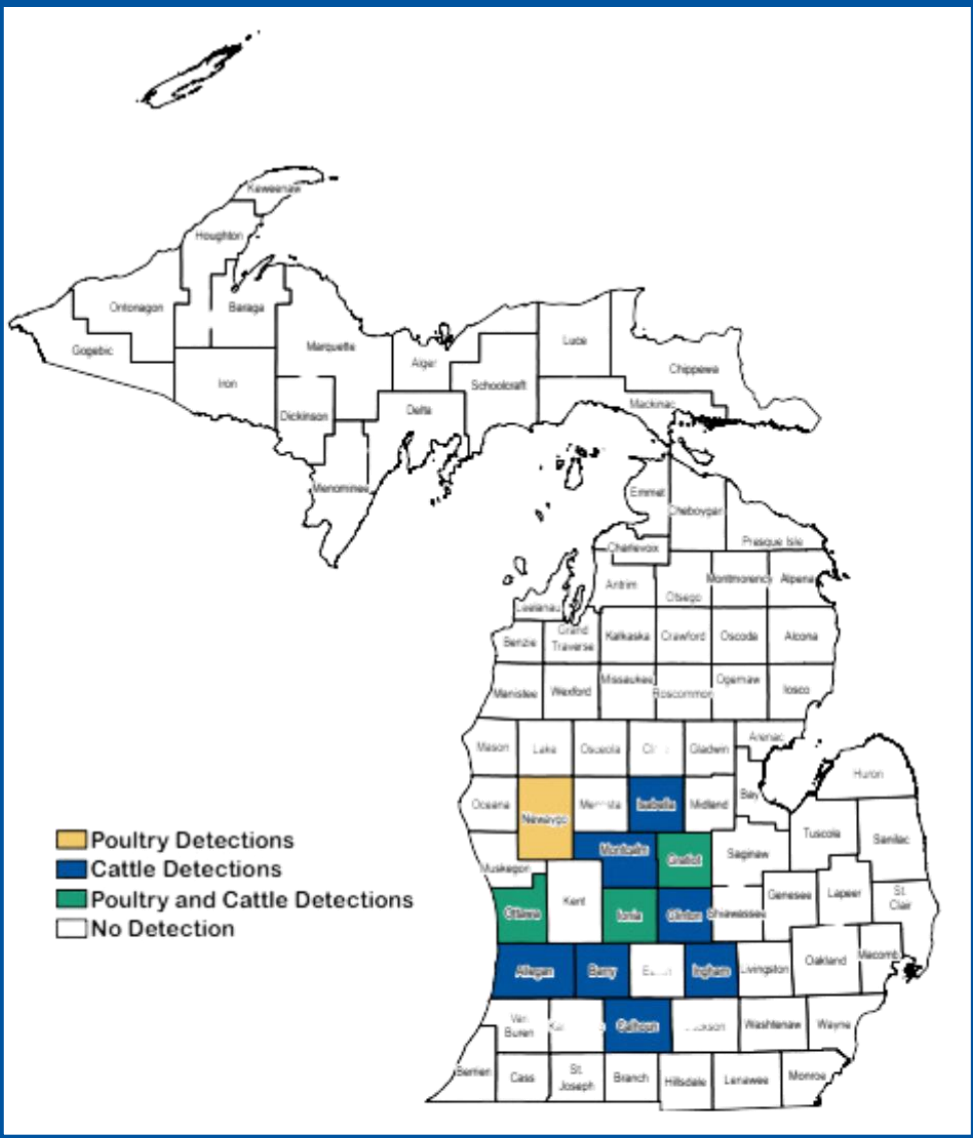 Keweenaw
Houghton
Ontonagon
Baraga
Gogebic
Marquette
Iron
Alger
Luce
Chippewa
Schoolcraft
Mackinac
Dickinson
Delta
Menominee
Emmet
Cheboygan
Presque Isle
Charlevoix
Antrim
Otsego
Montmorency
Alpena
Leelanau
Benzie
Grand
Traverse
Kalkaska
Crawford
Oscoda
Alcona
Manistee
Wexford
Missaukee
Roscommon
Ogemaw
Iosco
Mason
Lake
Osceola
Gladwin
Arenac
Huron
Oceana
Newaygo
Isabella
Midland
Bay
Tuscola
Sanilac
Muskegon
Montcalm
Gratiot
Saginaw
Poultry Detections
Cattle Detections
Poultry and Cattle Detections
No Detection
Ottawa
Kent
Ionia
Clinton
Shiawassee
Genesee
Lapeer
St.
Clair
Allegan
Barry
Ingham
Livingston
Oakland
Macomb
Van
Buren
Calhoun
Washtenaw
Wayne
Berrien
Cass
St.
Joseph
Branch
Hillsdale
Lenawee
Monroe